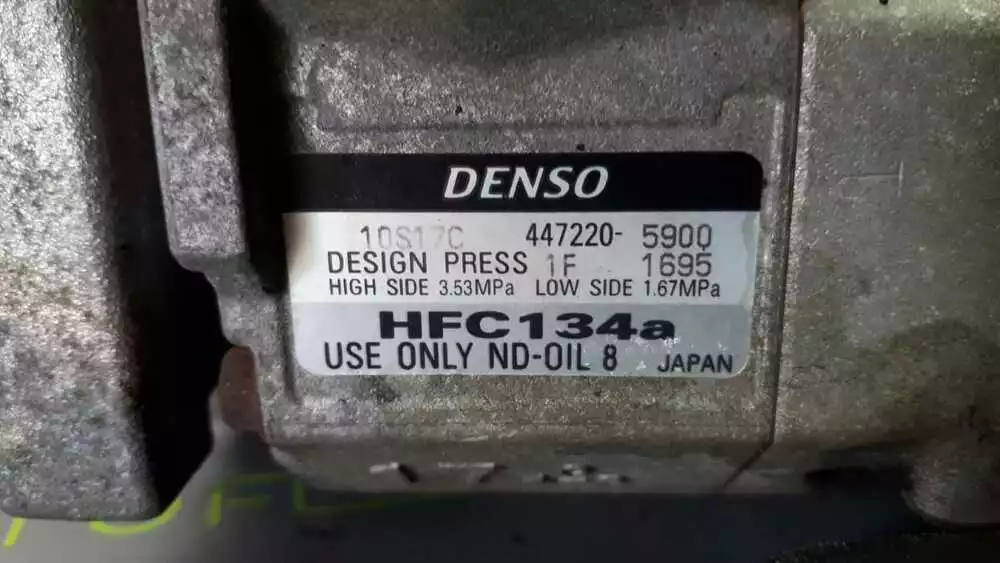 DENSO
10S17C 447220-5900
DESIGN PRESS 1F 1695
HIGH SIDE 3.53MPa LOW SIDE 1.67MPa
HFC134a
USE ONLY ND-OIL 8 JAPAN